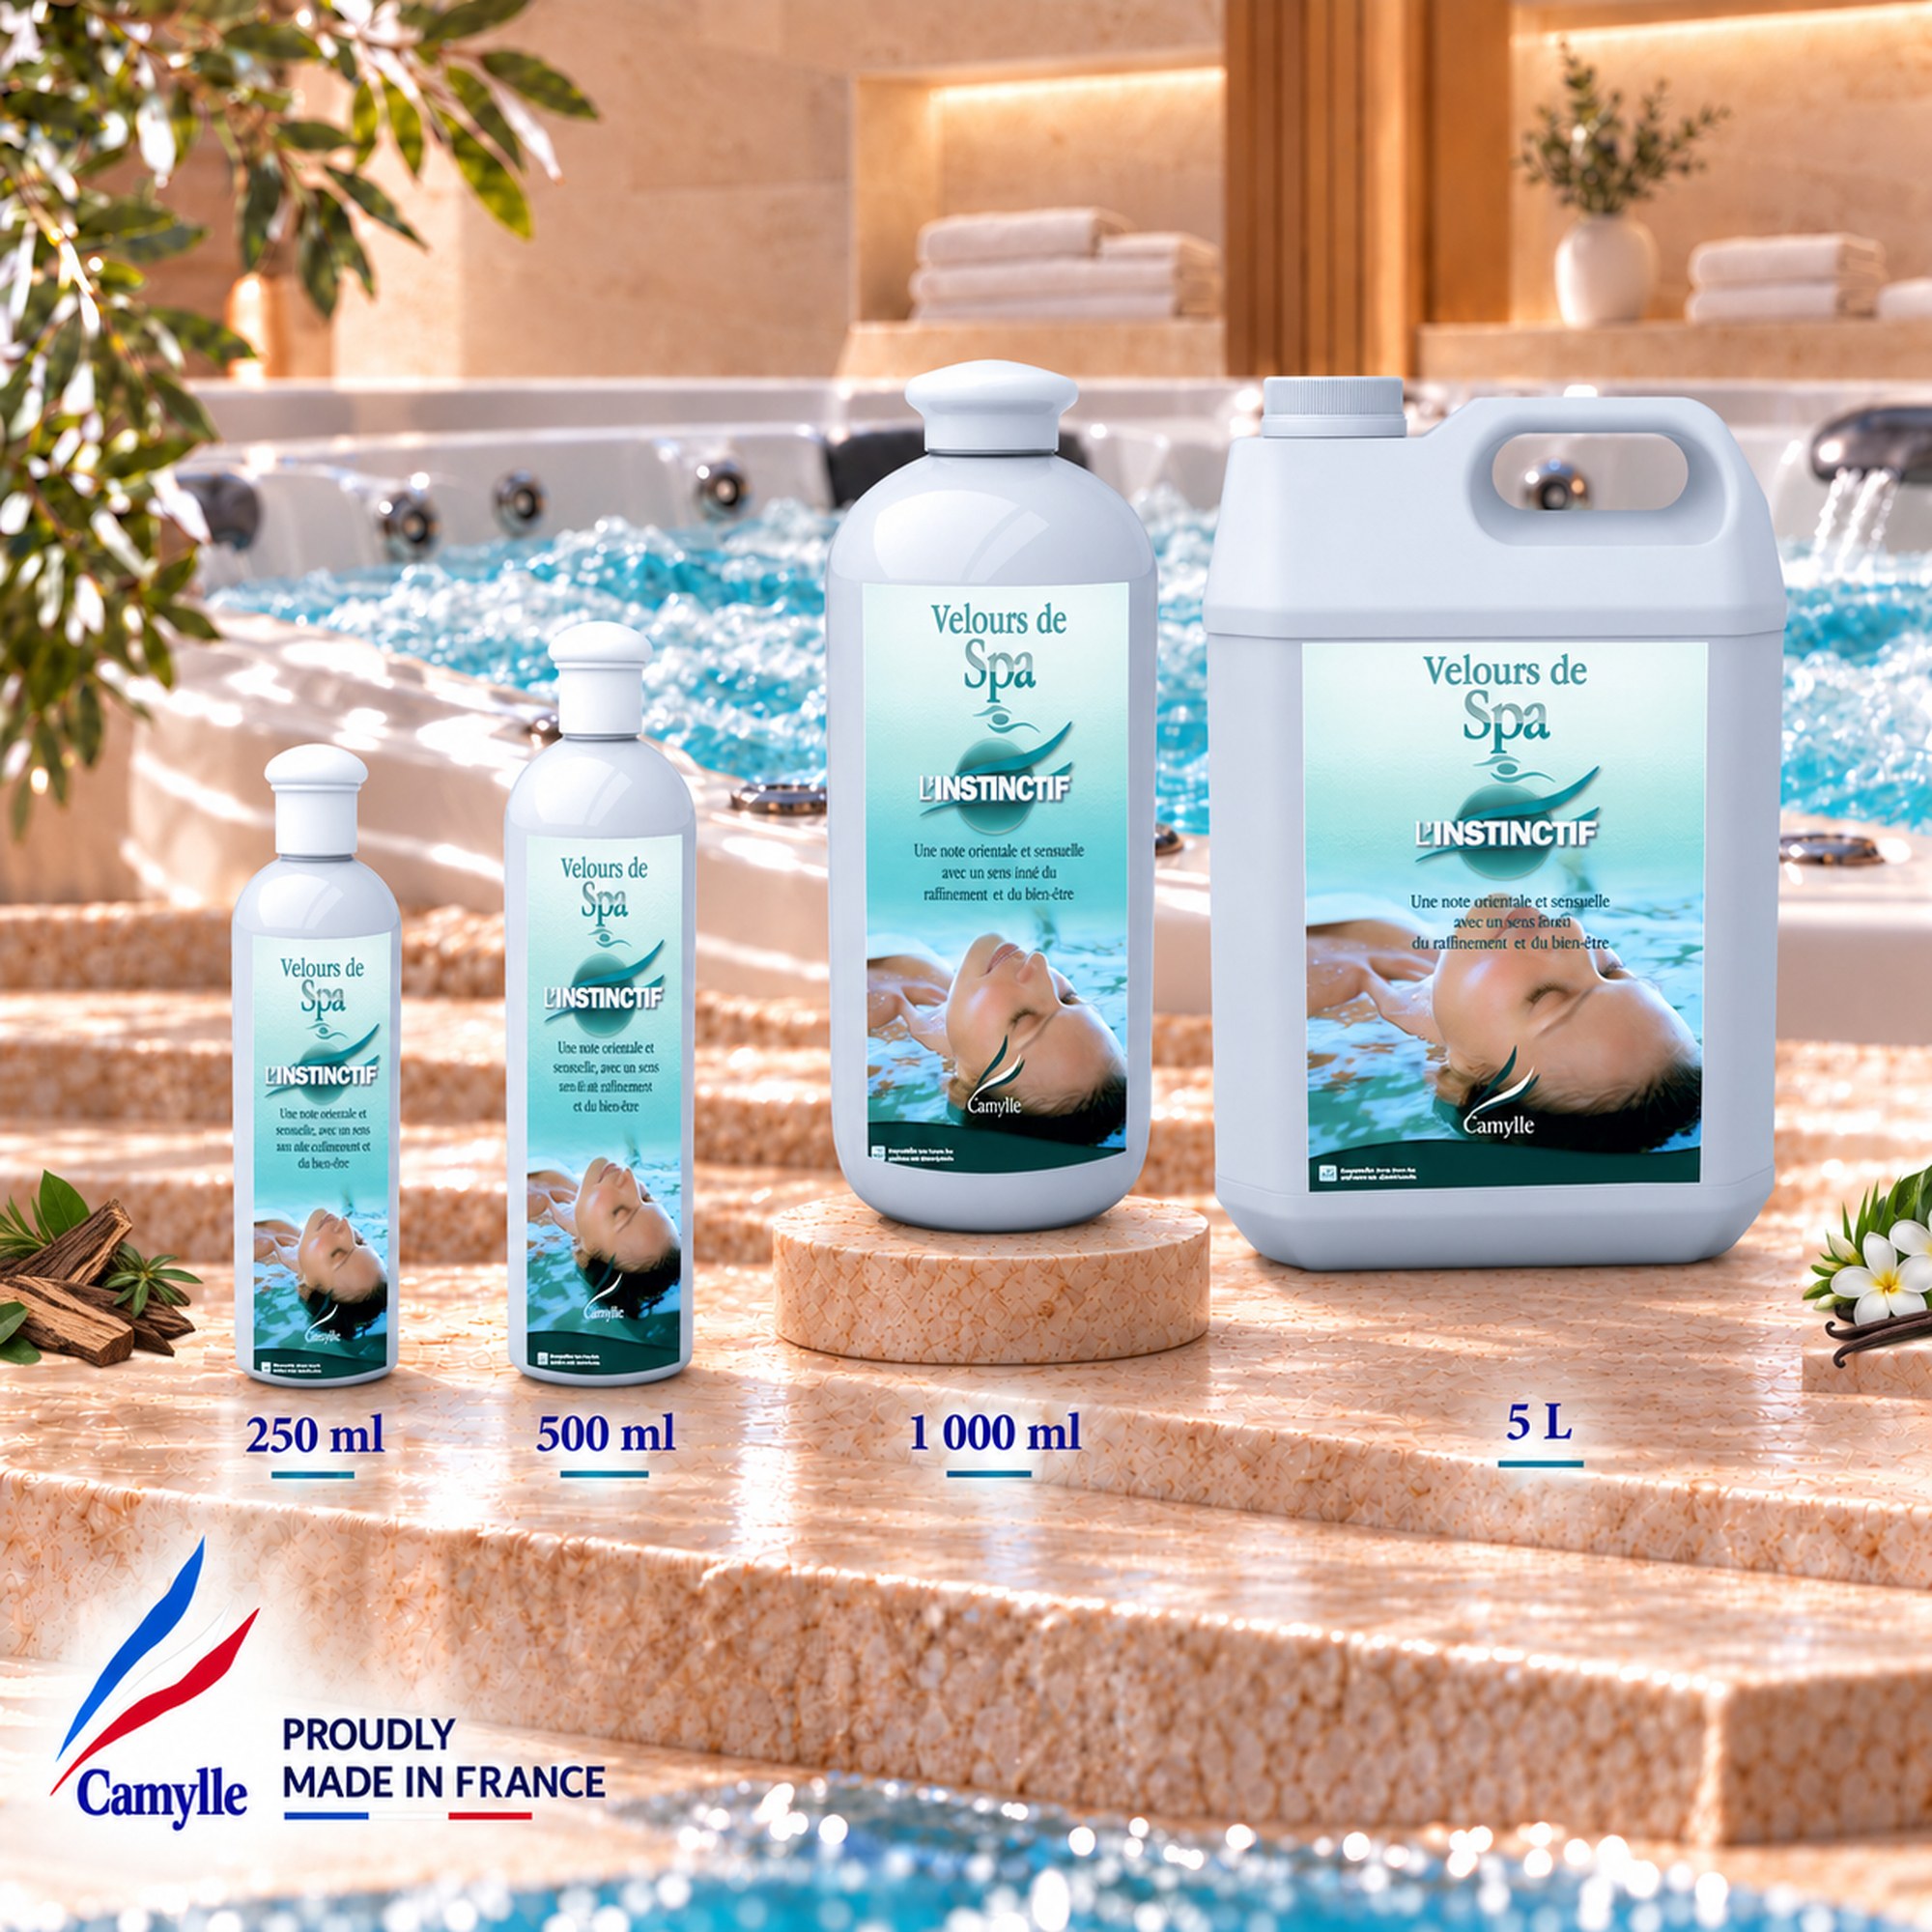 Velours de
Spa
L'INSTINCTIF
Une note orientale et
sensuelle, avec un sens
du bien-être
Camylle
250 ml
Velours de
Spa
L'INSTINCTIF
Une note orientale et
sensuelle, avec un sens
raffinement
et du bien-être
Camylle
500 ml
Velours de
Spa
L'INSTINCTIF
Une note orientale et sensuelle
avec un sens inné du
raffinement et du bien-être
Camylle
1 000 ml
Velours de
Spa
L'INSTINCTIF
Une note orientale et sensuelle
avec un sens
du raffinement et du bien-être
Camylle
5 L
Camylle
PROUDLY
MADE IN FRANCE